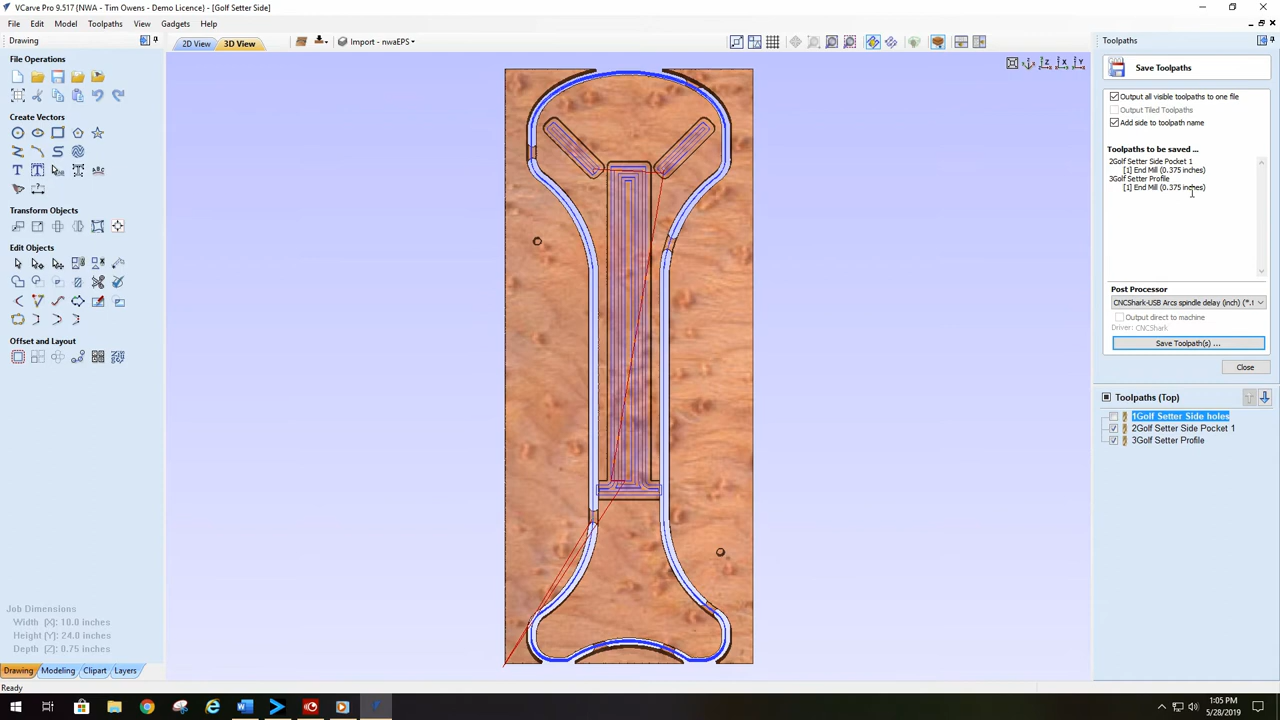 VCarve Pro 9.517 {NWA - Tim Owens - Demo Licence} - [Golf Setter Side]
File Edit Model Toolpaths View Gadgets Help
Drawing
2D View 3D View Import - nwaEPS
Toolpaths
File Operations
Create Vectors
Transform Objects
Edit Objects
Offset and Layout
Job Dimensions
Width (X): 10.0 inches
Height (Y): 24.0 inches
Depth (Z): 0.75 inches
Drawing Modeling Clipart Layers
Ready
Z X Y
Save Toolpaths
Output all visible toolpaths to one file
Output Tiled Toolpaths
Add side to toolpath name
Toolpaths to be saved ...
2Golf Setter Side Pocket 1
[1] End Mill (0.375 inches)
3Golf Setter Profile
[1] End Mill (0.375 inches)
Post Processor
CNCShark-USB Arcs spindle delay (inch) (*.t
Output direct to machine
Driver: CNCShark
Save Toolpath(s) ...
Close
Toolpaths (Top)
1Golf Setter Side holes
2Golf Setter Side Pocket 1
3Golf Setter Profile
1:05 PM
5/28/2019